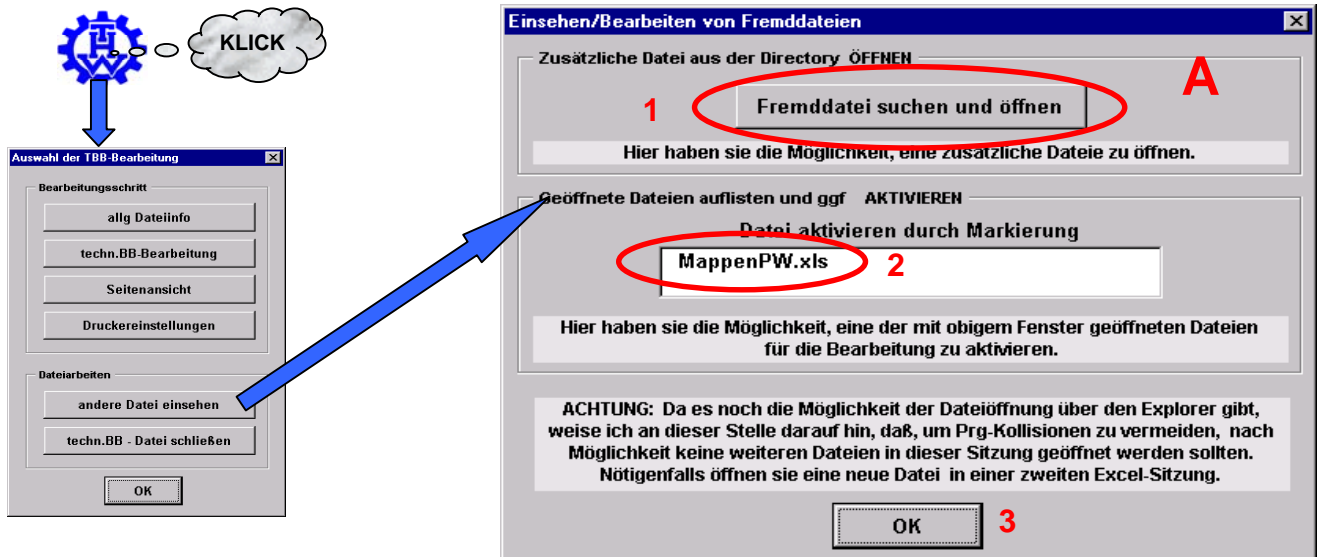 THW
KLICK
Auswahl der TBB-Bearbeitung
Bearbeitungsschritt
allg Dateiinfo
techn.BB-Bearbeitung
Seitenansicht
Druckereinstellungen
Dateiarbeiten
andere Datei einsehen
techn.BB - Datei schließen
OK
Einsehen/Bearbeiten von Fremddateien
Zusätzliche Datei aus der Directory ÖFFNEN
A
1
Fremddatei suchen und öffnen
Hier haben sie die Möglichkeit, eine zusätzliche Dateie zu öffnen.
Geöffnete Dateien auflisten und ggf AKTIVIEREN
Datei aktivieren durch Markierung
MappenPW.xls
2
Hier haben sie die Möglichkeit, eine der mit obigem Fenster geöffneten Dateien
für die Bearbeitung zu aktivieren.
ACHTUNG: Da es noch die Möglichkeit der Dateiöffnung über den Explorer gibt,
weise ich an dieser Stelle darauf hin, daß, um Prg-Kollisionen zu vermeiden, nach
Möglichkeit keine weiteren Dateien in dieser Sitzung geöffnet werden sollten.
Nötigenfalls öffnen sie eine neue Datei in einer zweiten Excel-Sitzung.
OK
3